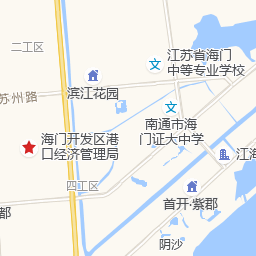 二工区
江苏省海门
中等专业学校
滨江花园
苏州路
南通市海
门证大中学
海门开发区港
口经济管理局
江海
四工区
首开·紫郡
都
阴沙